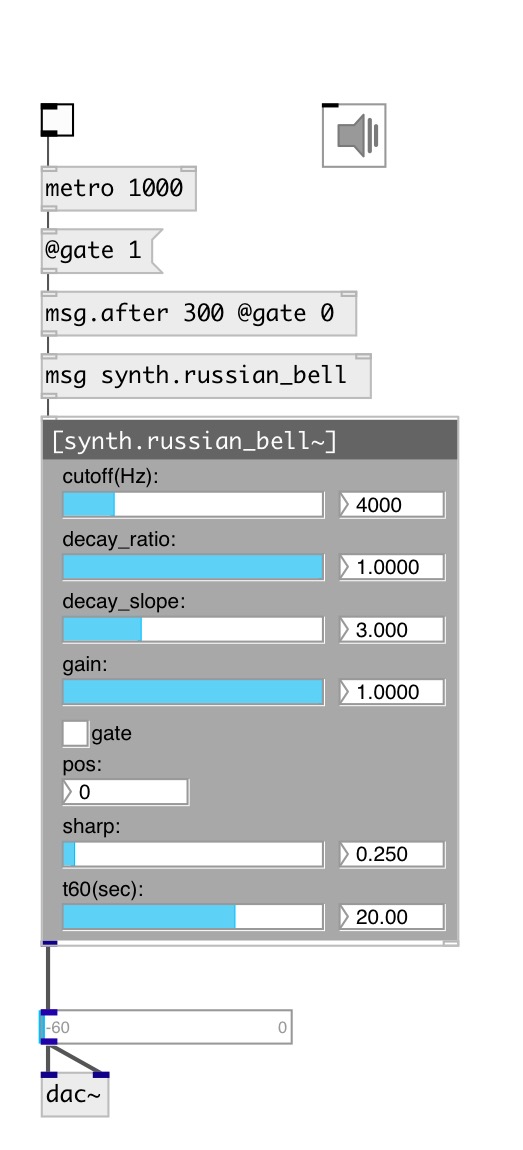 metro 1000
@gate 1
msg.after 300 @gate 0
msg synth.russian_bell
[synth.russian_bell~]
cutoff(Hz):
4000
decay_ratio:
1.0000
decay_slope:
3.000
gain:
1.0000
gate
pos:
0
sharp:
0.250
t60(sec):
20.00
-60 0
dac~